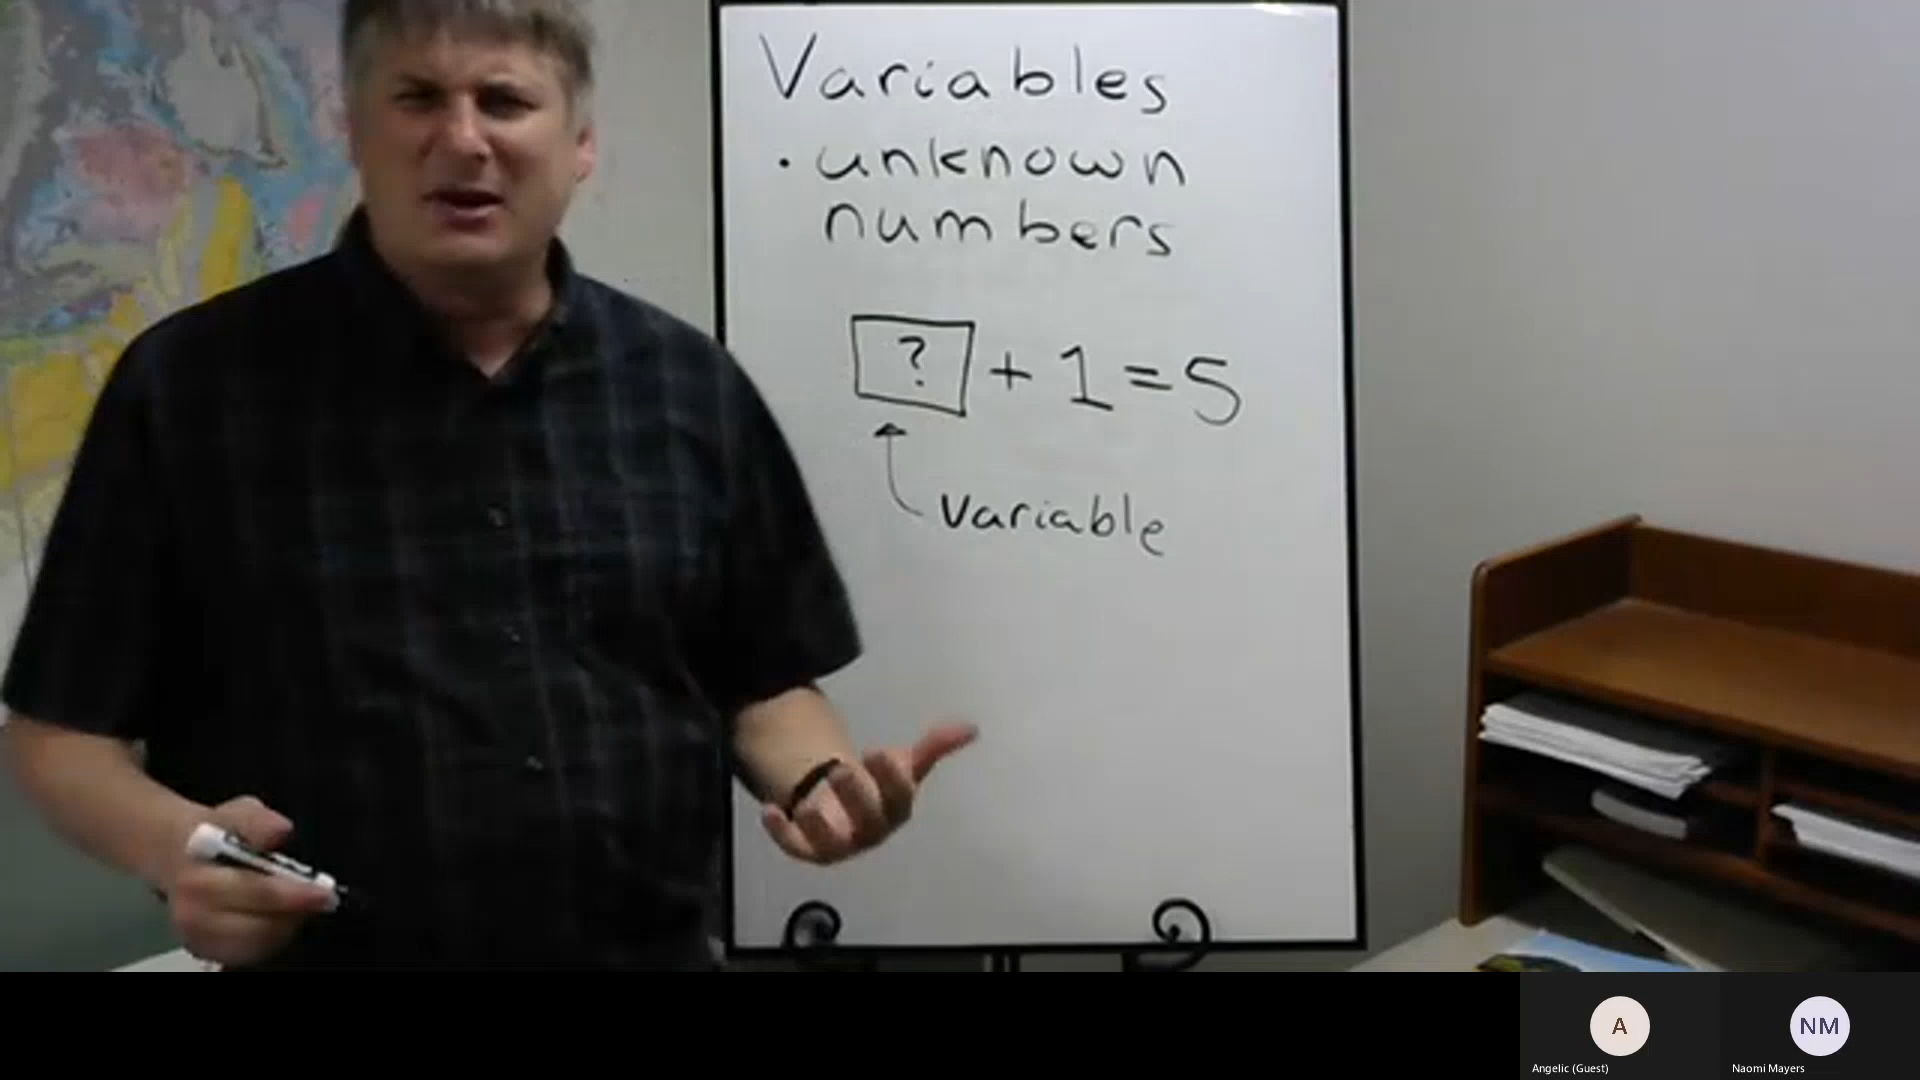 Variables
• unknown
numbers
? + 1 = 5
variable
A
NM
Angelic (Guest)
Naomi Mayers